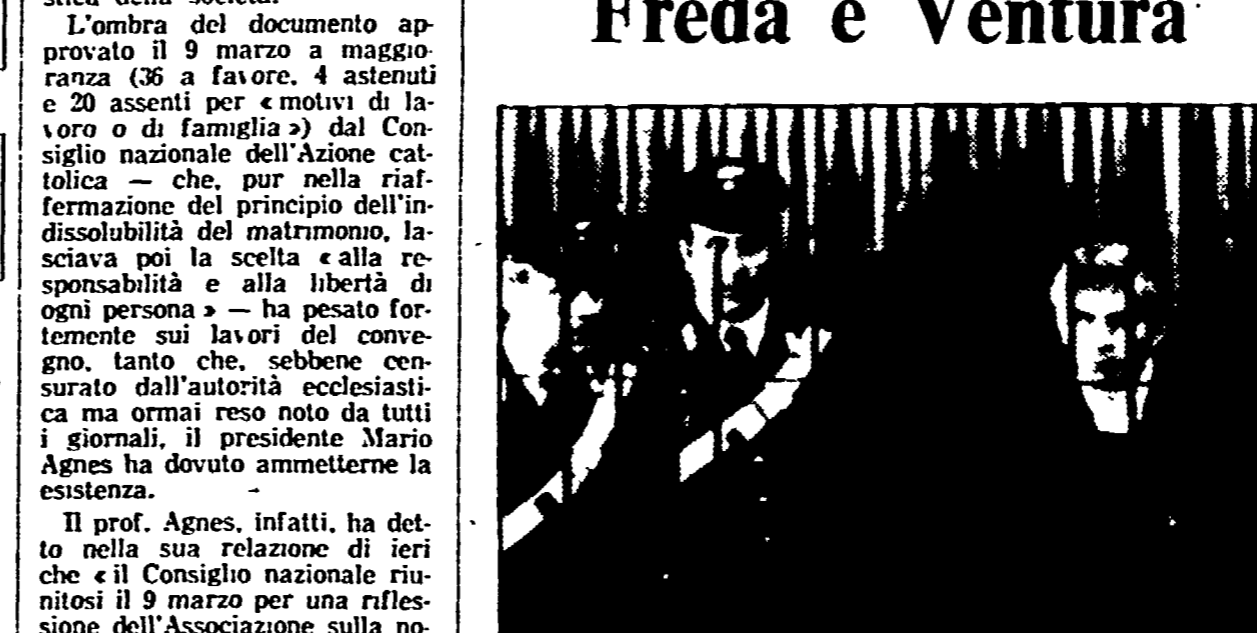 L'ombra del documento ap-
provato il 9 marzo a maggio-
ranza (36 a favore. 4 astenuti
e 20 assenti per « motivi di la-
voro o di famiglia ») dal Con-
siglio nazionale dell'Azione cat-
tolica — che, pur nella riaf-
fermazione del principio dell'in-
dissolubilità del matrimonio, la-
sciava poi la scelta « alla re-
sponsabilità e alla libertà di
ogni persona » — ha pesato for-
temente sui lavori del conve-
gno, tanto che, sebbene cen-
surato dall'autorità ecclesiasti-
ca ma ormai reso noto da tutti
i giornali, il presidente Mario
Agnes ha dovuto ammetterne la
esistenza.
Il prof. Agnes, infatti, ha det-
to nella sua relazione di ieri
che « il Consiglio nazionale riu-
nitosi il 9 marzo per una rifles-
sione dell'Associazione sulla no-
Freda e Ventura